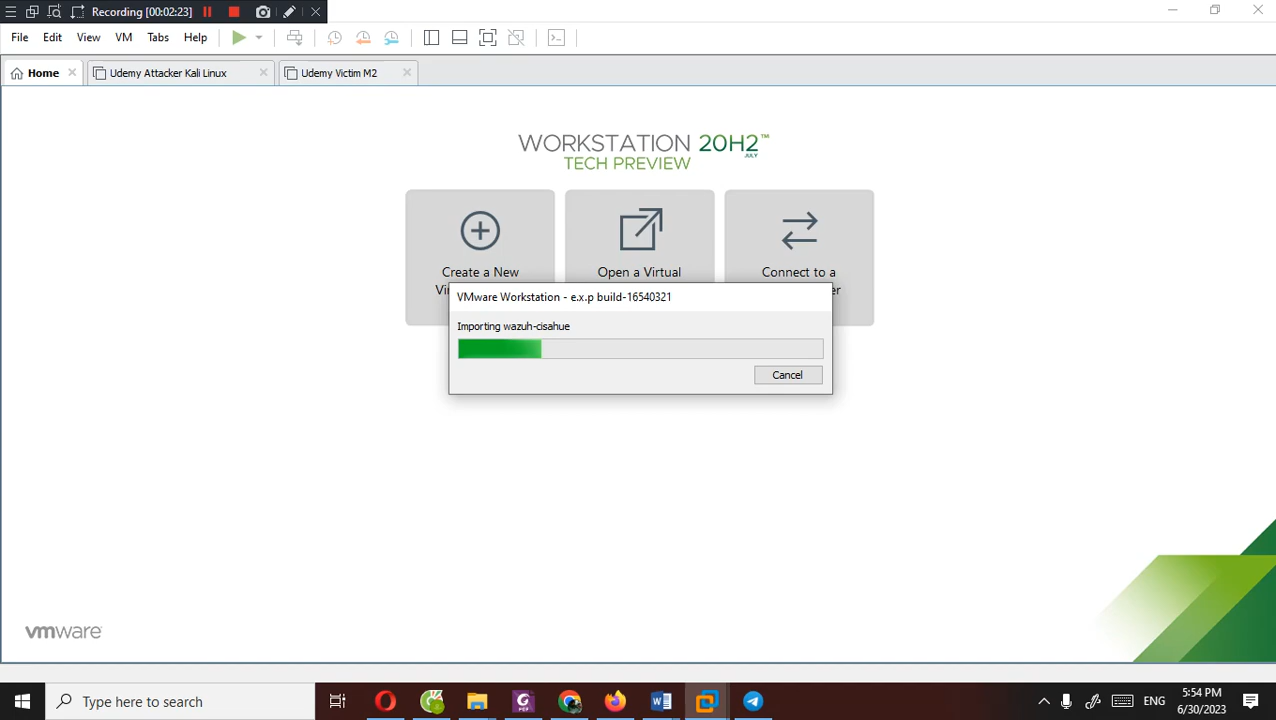 Recording [00:02:23]
File Edit View VM Tabs Help
Home Udemy Attacker Kali Linux Udemy Victim M2
WORKSTATION 20H2™
JULY
TECH PREVIEW
Create a New Open a Virtual Connect to a
VMware Workstation - e.x.p build-16540321
Importing wazuh-cisahue
Cancel
vmware
Type here to search
ENG
5:54 PM
6/30/2023